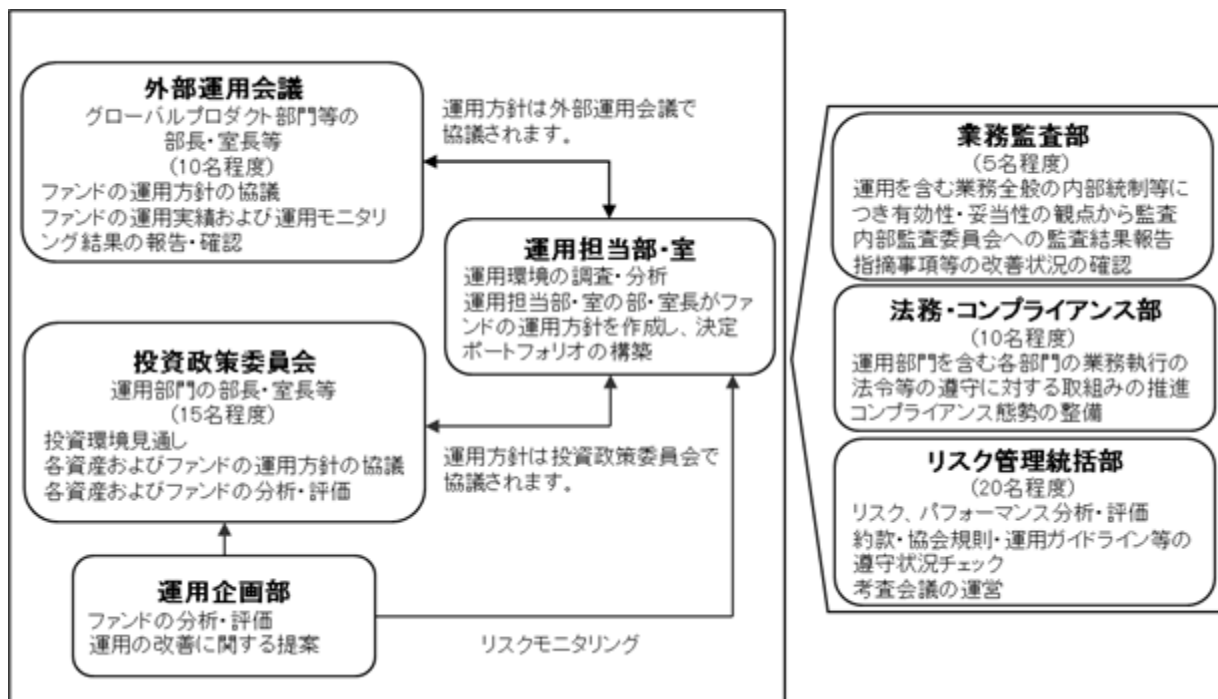 外部運用会議
グローバルプロダクト部門等の
部長・室長等
(10名程度)
ファンドの運用方針の協議
ファンドの運用実績および運用モニタリ
ング結果の報告・確認
運用方針は外部運用会議で
協議されます。
運用担当部・室
運用環境の調査・分析
運用担当部・室の部・室長がファ
ンドの運用方針を作成し、決定
ポートフォリオの構築
投資政策委員会
運用部門の部長・室長等
(15名程度)
投資環境見通し
各資産およびファンドの運用方針の協議
各資産およびファンドの分析・評価
運用方針は投資政策委員会で
協議されます。
運用企画部
ファンドの分析・評価
運用の改善に関する提案
リスクモニタリング
業務監査部
(5名程度)
運用を含む業務全般の内部統制等に
つき有効性・妥当性の観点から監査
内部監査委員会への監査結果報告
指摘事項等の改善状況の確認
法務・コンプライアンス部
(10名程度)
運用部門を含む各部門の業務執行の
法令等の遵守に対する取組みの推進
コンプライアンス態勢の整備
リスク管理統括部
(20名程度)
リスク、パフォーマンス分析・評価
約款・協会規則・運用ガイドライン等の
遵守状況チェック
考査会議の運営